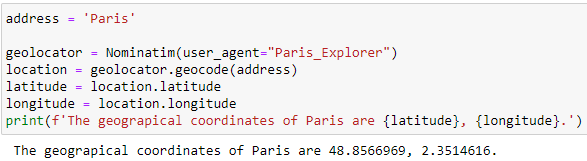 address = 'Paris'
geolocator = Nominatim(user_agent="Paris_Explorer")
location = geolocator.geocode(address)
latitude = location.latitude
longitude = location.longitude
print(f'The geograpical coordinates of Paris are {latitude}, {longitude}.')
The geograpical coordinates of Paris are 48.8566969, 2.3514616.